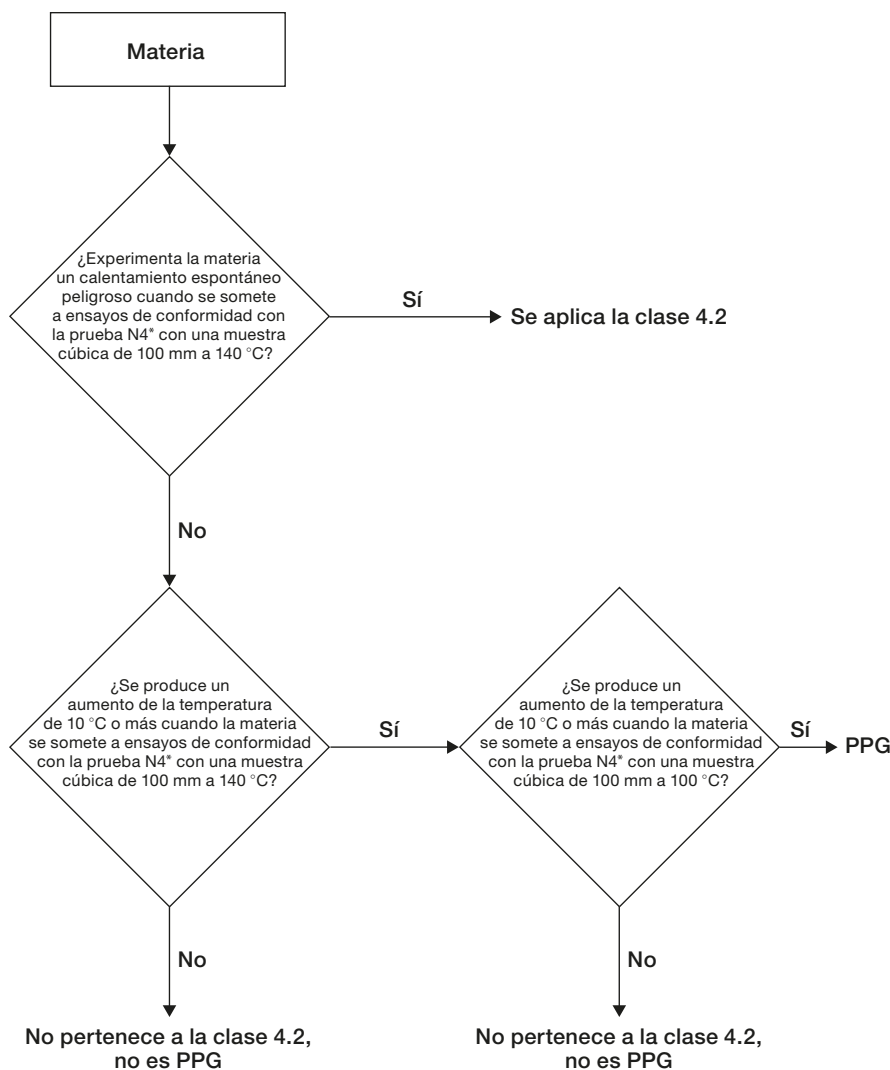 Materia
¿Experimenta la materia
un calentamiento espontáneo
peligroso cuando se somete
a ensayos de conformidad con
la prueba N4* con una muestra
cúbica de 100 mm a 140 °C?
Sí
Se aplica la clase 4.2
No
¿Se produce un
aumento de la temperatura
de 10 °C o más cuando la materia
se somete a ensayos de conformidad
con la prueba N4* con una muestra
cúbica de 100 mm a 140 °C?
Sí
¿Se produce un
aumento de la temperatura
de 10 °C o más cuando la materia
se somete a ensayos de conformidad
con la prueba N4* con una muestra
cúbica de 100 mm a 100 °C?
Sí
PPG
No
No pertenece a la clase 4.2,
no es PPG
No
No pertenece a la clase 4.2,
no es PPG